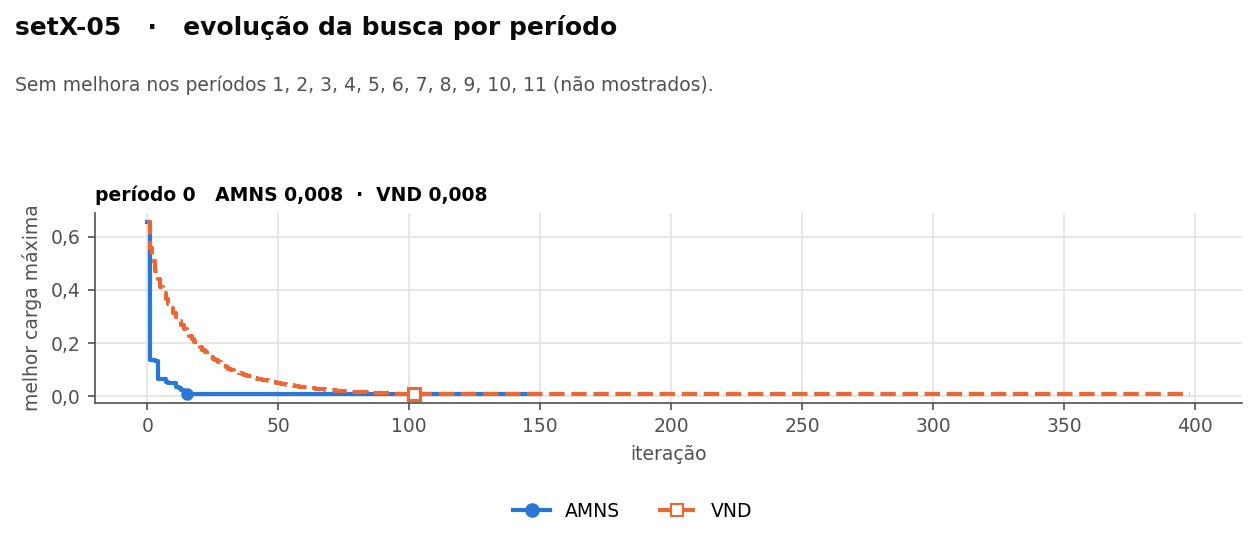 setX-05 · evolução da busca por período
Sem melhora nos períodos 1, 2, 3, 4, 5, 6, 7, 8, 9, 10, 11 (não mostrados).
período 0 AMNS 0,008 · VND 0,008
melhor carga máxima
0,6
0,4
0,2
0,0
0 50 100 150 200 250 300 350 400
iteração
AMNS VND